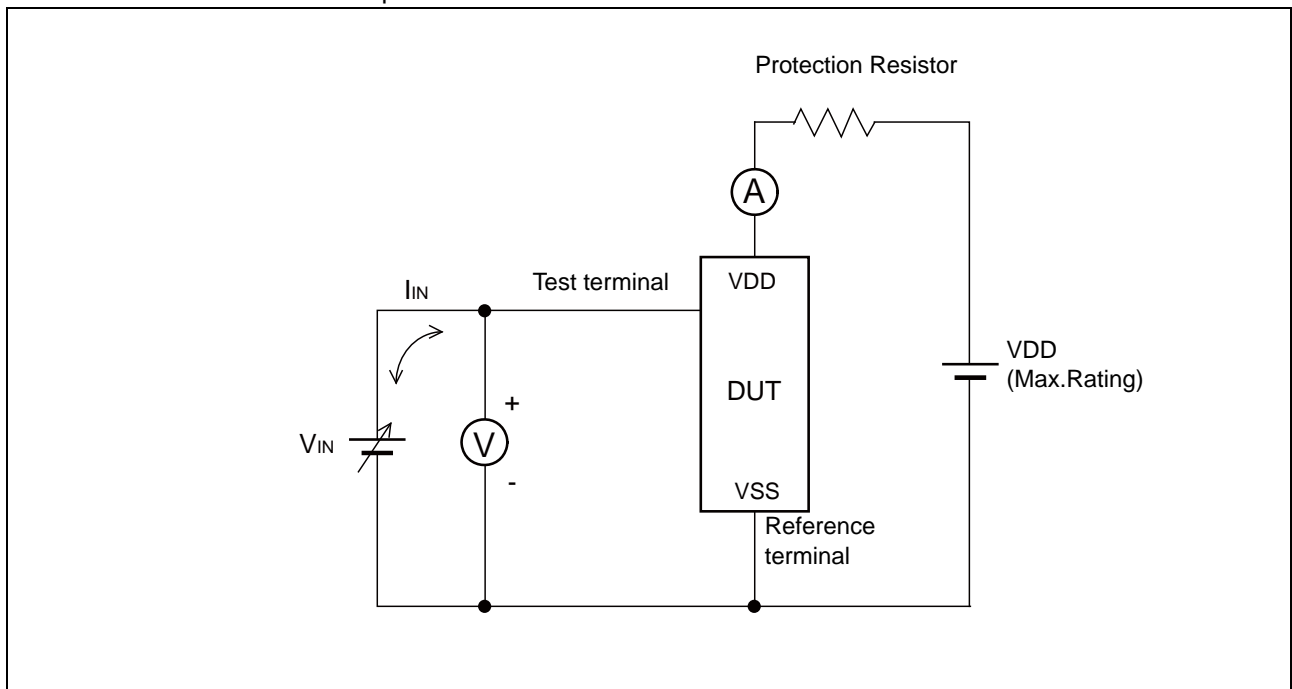 Protection Resistor
A
IIN
Test terminal
VDD
VDD
(Max.Rating)
DUT
+
VIN
V
-
VSS
Reference
terminal